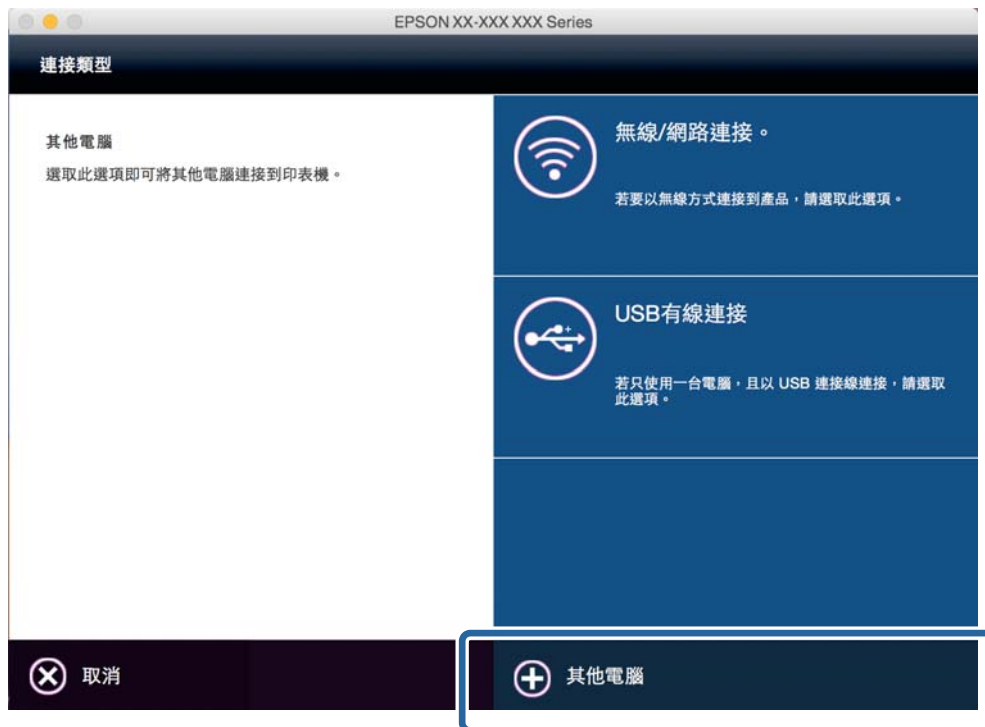 EPSON XX-XXX XXX Series
連接類型
其他電腦
選取此選項即可將其他電腦連接到印表機。
無線/網路連接。
若要以無線方式連接到產品，請選取此選項。
USB有線連接
若只使用一台電腦，且以 USB 連接線連接，請選取
此選項。
取消
其他電腦